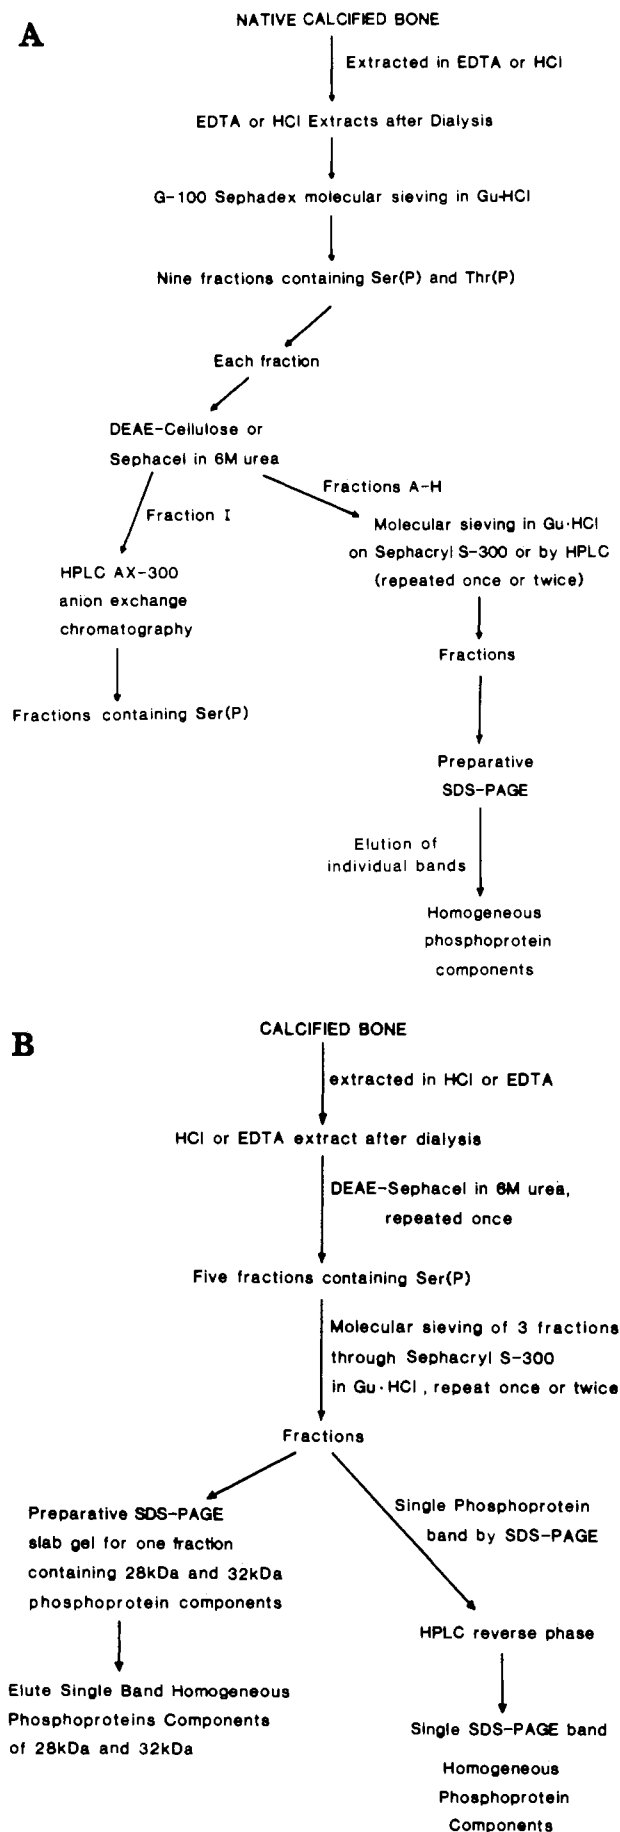 A
NATIVE CALCIFIED BONE
Extracted in EDTA or HCl
EDTA or HCl Extracts after Dialysis
G-100 Sephadex molecular sieving in Gu·HCl
Nine fractions containing Ser(P) and Thr(P)
Each fraction
DEAE-Cellulose or
Sephacel in 6M urea
Fraction I
HPLC AX-300
anion exchange
chromatography
Fractions containing Ser(P)
Fractions A-H
Molecular sieving in Gu·HCl
on Sephacryl S-300 or by HPLC
(repeated once or twice)
Fractions
Preparative
SDS-PAGE
Elution of
individual bands
Homogeneous
phosphoprotein
components
B
CALCIFIED BONE
extracted in HCl or EDTA
HCl or EDTA extract after dialysis
DEAE-Sephacel in 6M urea,
repeated once
Five fractions containing Ser(P)
Molecular sieving of 3 fractions
through Sephacryl S-300
in Gu·HCl, repeat once or twice
Fractions
Preparative SDS-PAGE
slab gel for one fraction
containing 28kDa and 32kDa
phosphoprotein components
Elute Single Band Homogeneous
Phosphoproteins Components
of 28kDa and 32kDa
Single Phosphoprotein
band by SDS-PAGE
HPLC reverse phase
Single SDS-PAGE band
Homogeneous
Phosphoprotein
Components